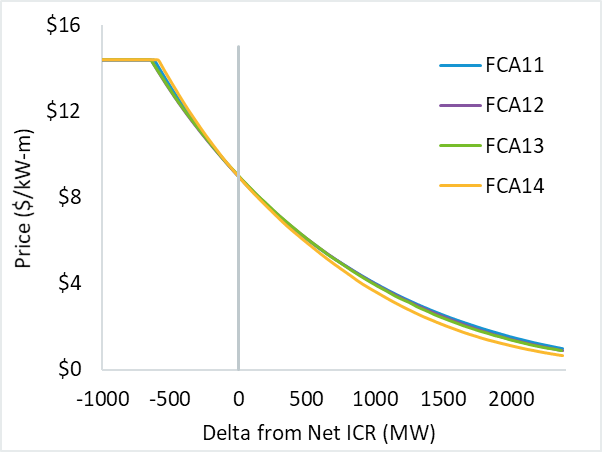 $16
$12
$8
$4
$0
Price ($/kW-m)
FCA11
FCA12
FCA13
FCA14
-1000 -500 0 500 1000 1500 2000
Delta from Net ICR (MW)